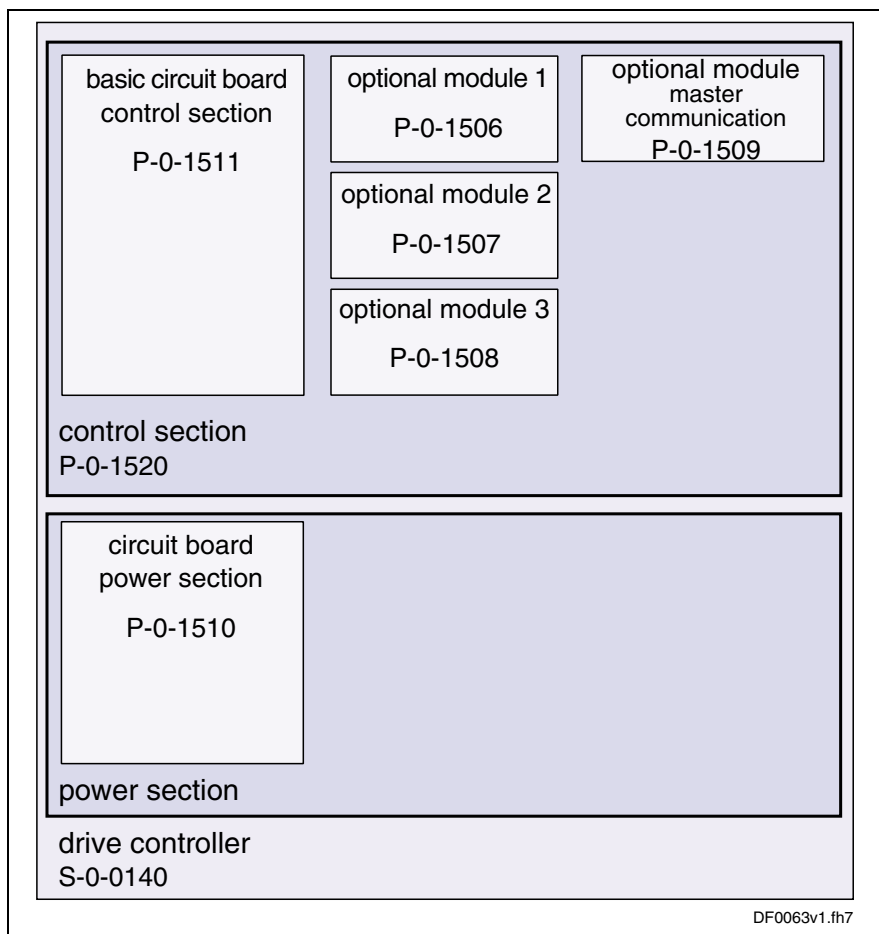 basic circuit board
control section
P-0-1511
optional module 1
P-0-1506
optional module 2
P-0-1507
optional module 3
P-0-1508
optional module
master
communication
P-0-1509
control section
P-0-1520
circuit board
power section
P-0-1510
power section
drive controller
S-0-0140
DF0063v1.fh7